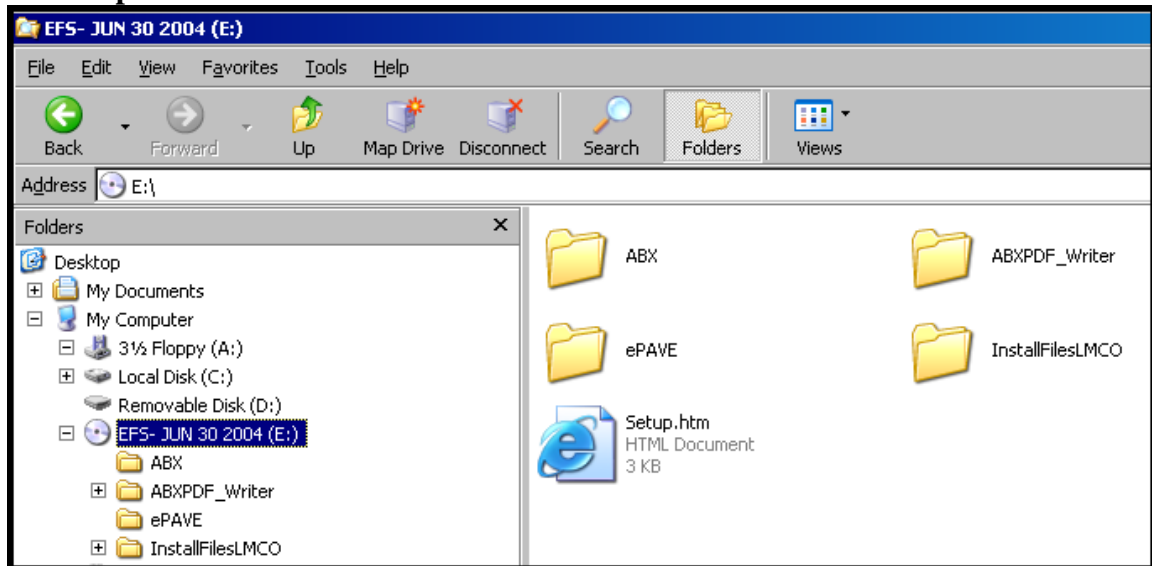 EFS- JUN 30 2004 (E:)
File Edit View Favorites Tools Help
Back Forward Up Map Drive Disconnect Search Folders Views
Address E:\
Folders
Desktop
My Documents
My Computer
3½ Floppy (A:)
Local Disk (C:)
Removable Disk (D:)
EFS- JUN 30 2004 (E:)
ABX
ABXPDF_Writer
ePAVE
InstallFilesLMCO
ABX
ABXPDF_Writer
ePAVE
InstallFilesLMCO
Setup.htm
HTML Document
3 KB